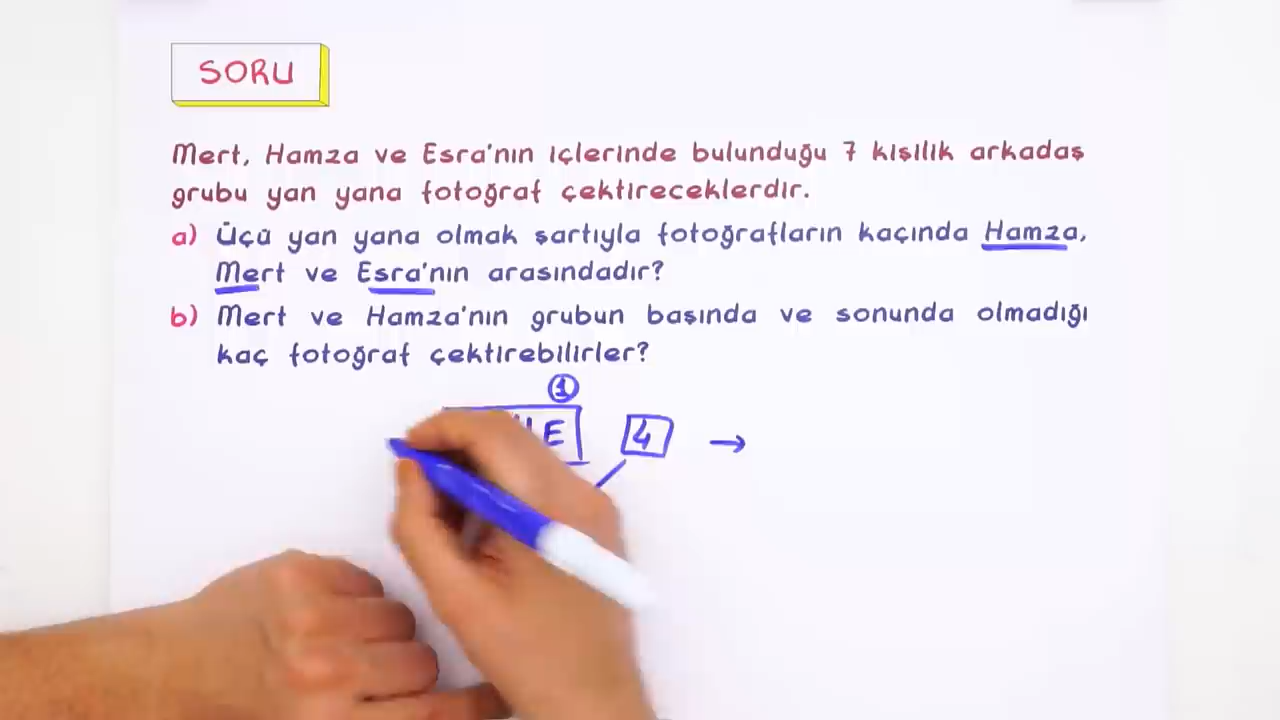 SORU
Mert, Hamza ve Esra'nın içlerinde bulunduğu 7 kişilik arkadaş
grubu yan yana fotoğraf çektireceklerdir.
a) Üçü yan yana olmak şartıyla fotoğrafların kaçında Hamza,
Mert ve Esra'nın arasındadır?
b) Mert ve Hamza'nın grubun başında ve sonunda olmadığı
kaç fotoğraf çektirebilirler?
1
E 4 →